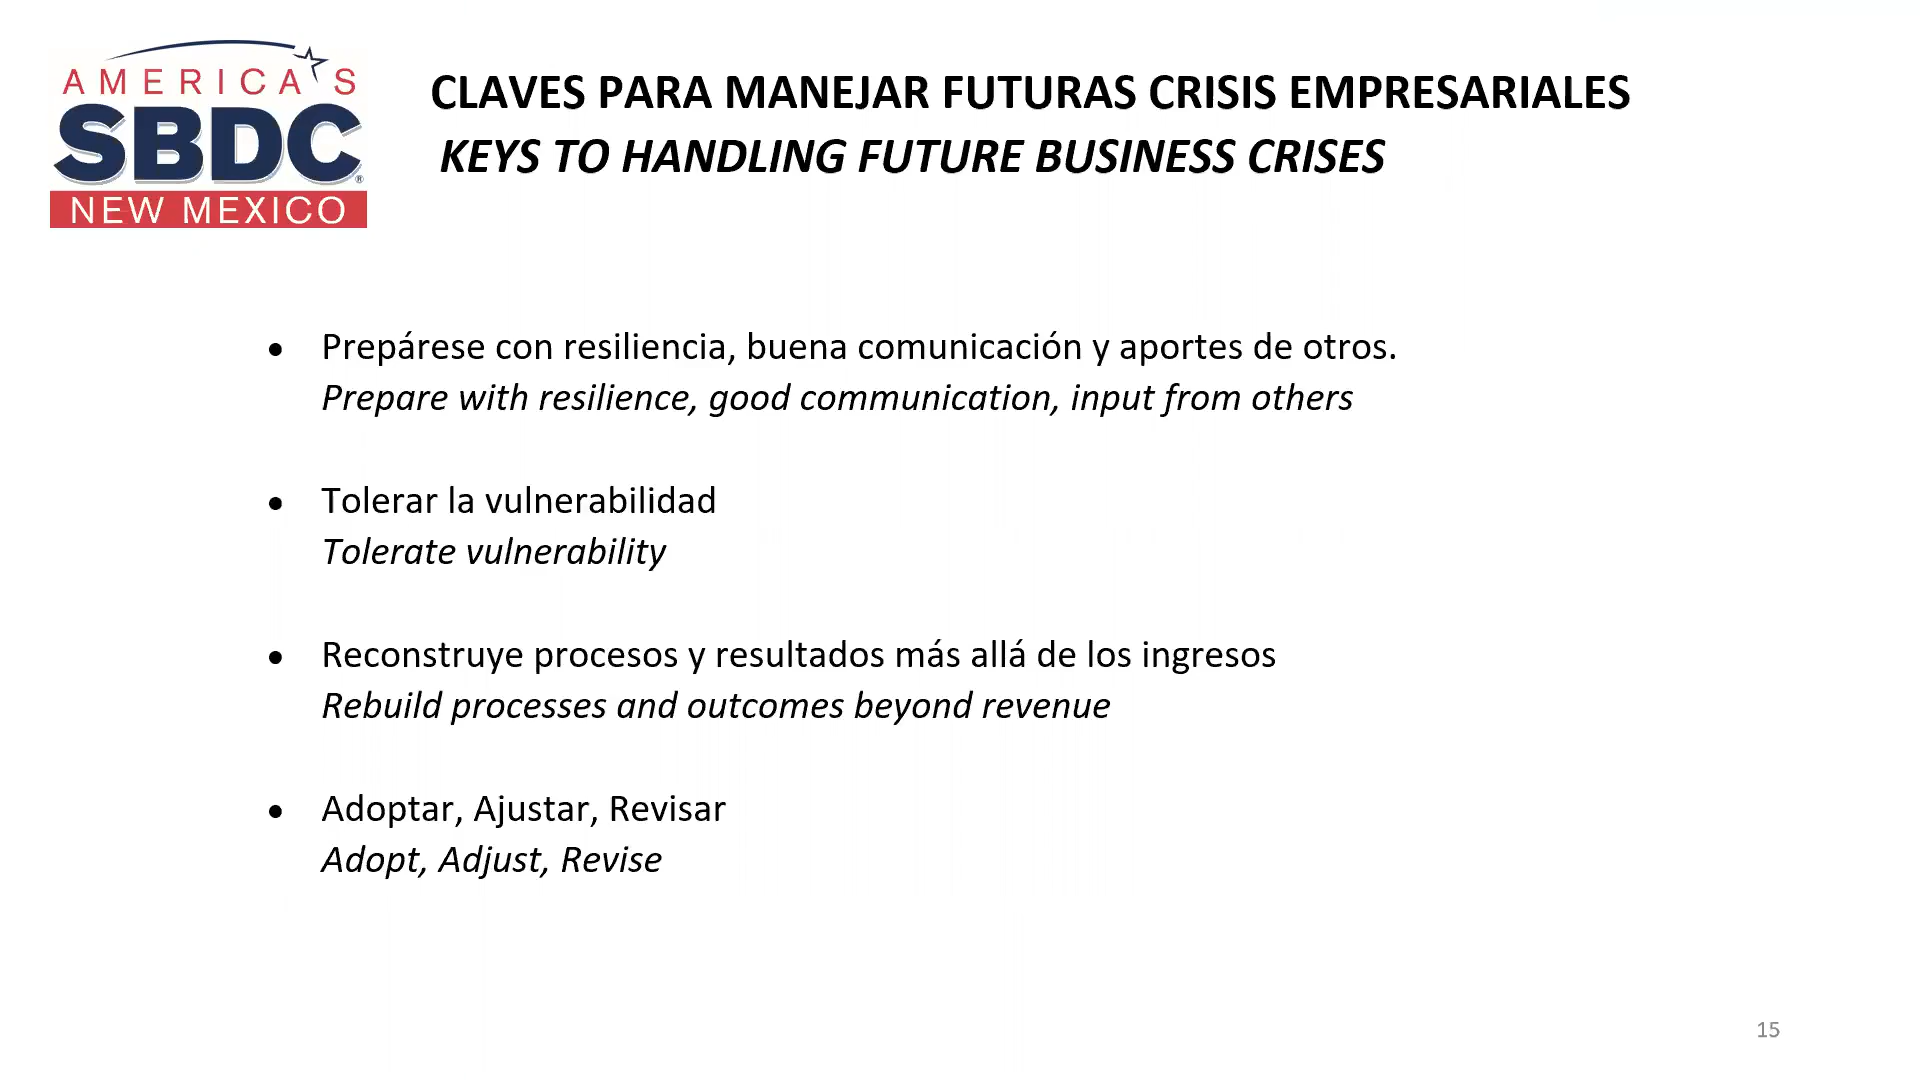 AMERICA'S
SBDC®
NEW MEXICO
CLAVES PARA MANEJAR FUTURAS CRISIS EMPRESARIALES
KEYS TO HANDLING FUTURE BUSINESS CRISES
• Prepárese con resiliencia, buena comunicación y aportes de otros.
Prepare with resilience, good communication, input from others
• Tolerar la vulnerabilidad
Tolerate vulnerability
• Reconstruye procesos y resultados más allá de los ingresos
Rebuild processes and outcomes beyond revenue
• Adoptar, Ajustar, Revisar
Adopt, Adjust, Revise
15